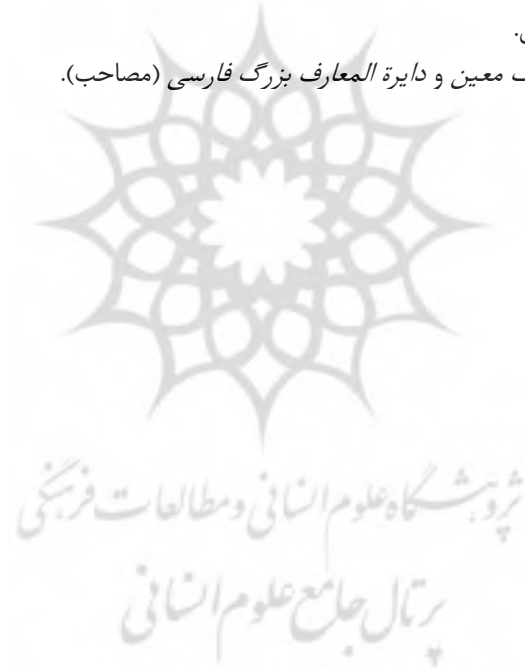 معین و دایرة المعارف بزرگ فارسی (مصاحب).
پژوهشگاه علوم انسانی و مطالعات فرهنگی
پرتال جامع علوم انسانی